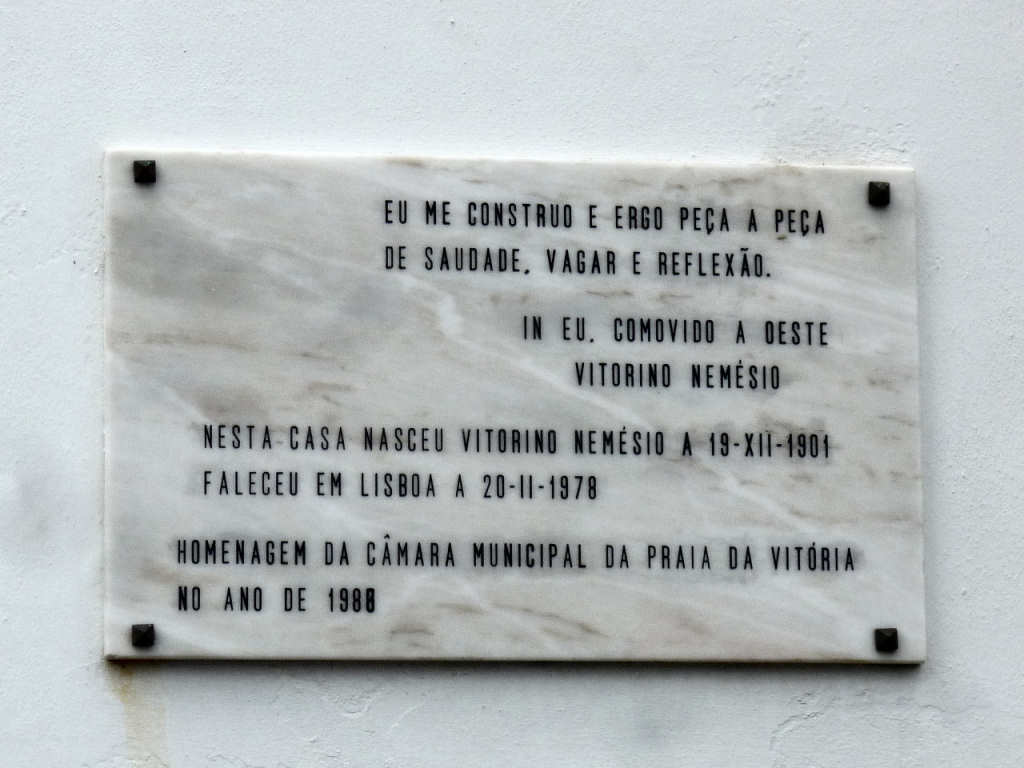 EU ME CONSTRUO E ERGO PEÇA A PEÇA
DE SAUDADE, VAGAR E REFLEXÃO.
IN EU, COMOVIDO A OESTE
VITORINO NEMÉSIO
NESTA CASA NASCEU VITORINO NEMÉSIO A 19-XII-1901
FALECEU EM LISBOA A 20-II-1978
HOMENAGEM DA CÂMARA MUNICIPAL DA PRAIA DA VITÓRIA
NO ANO DE